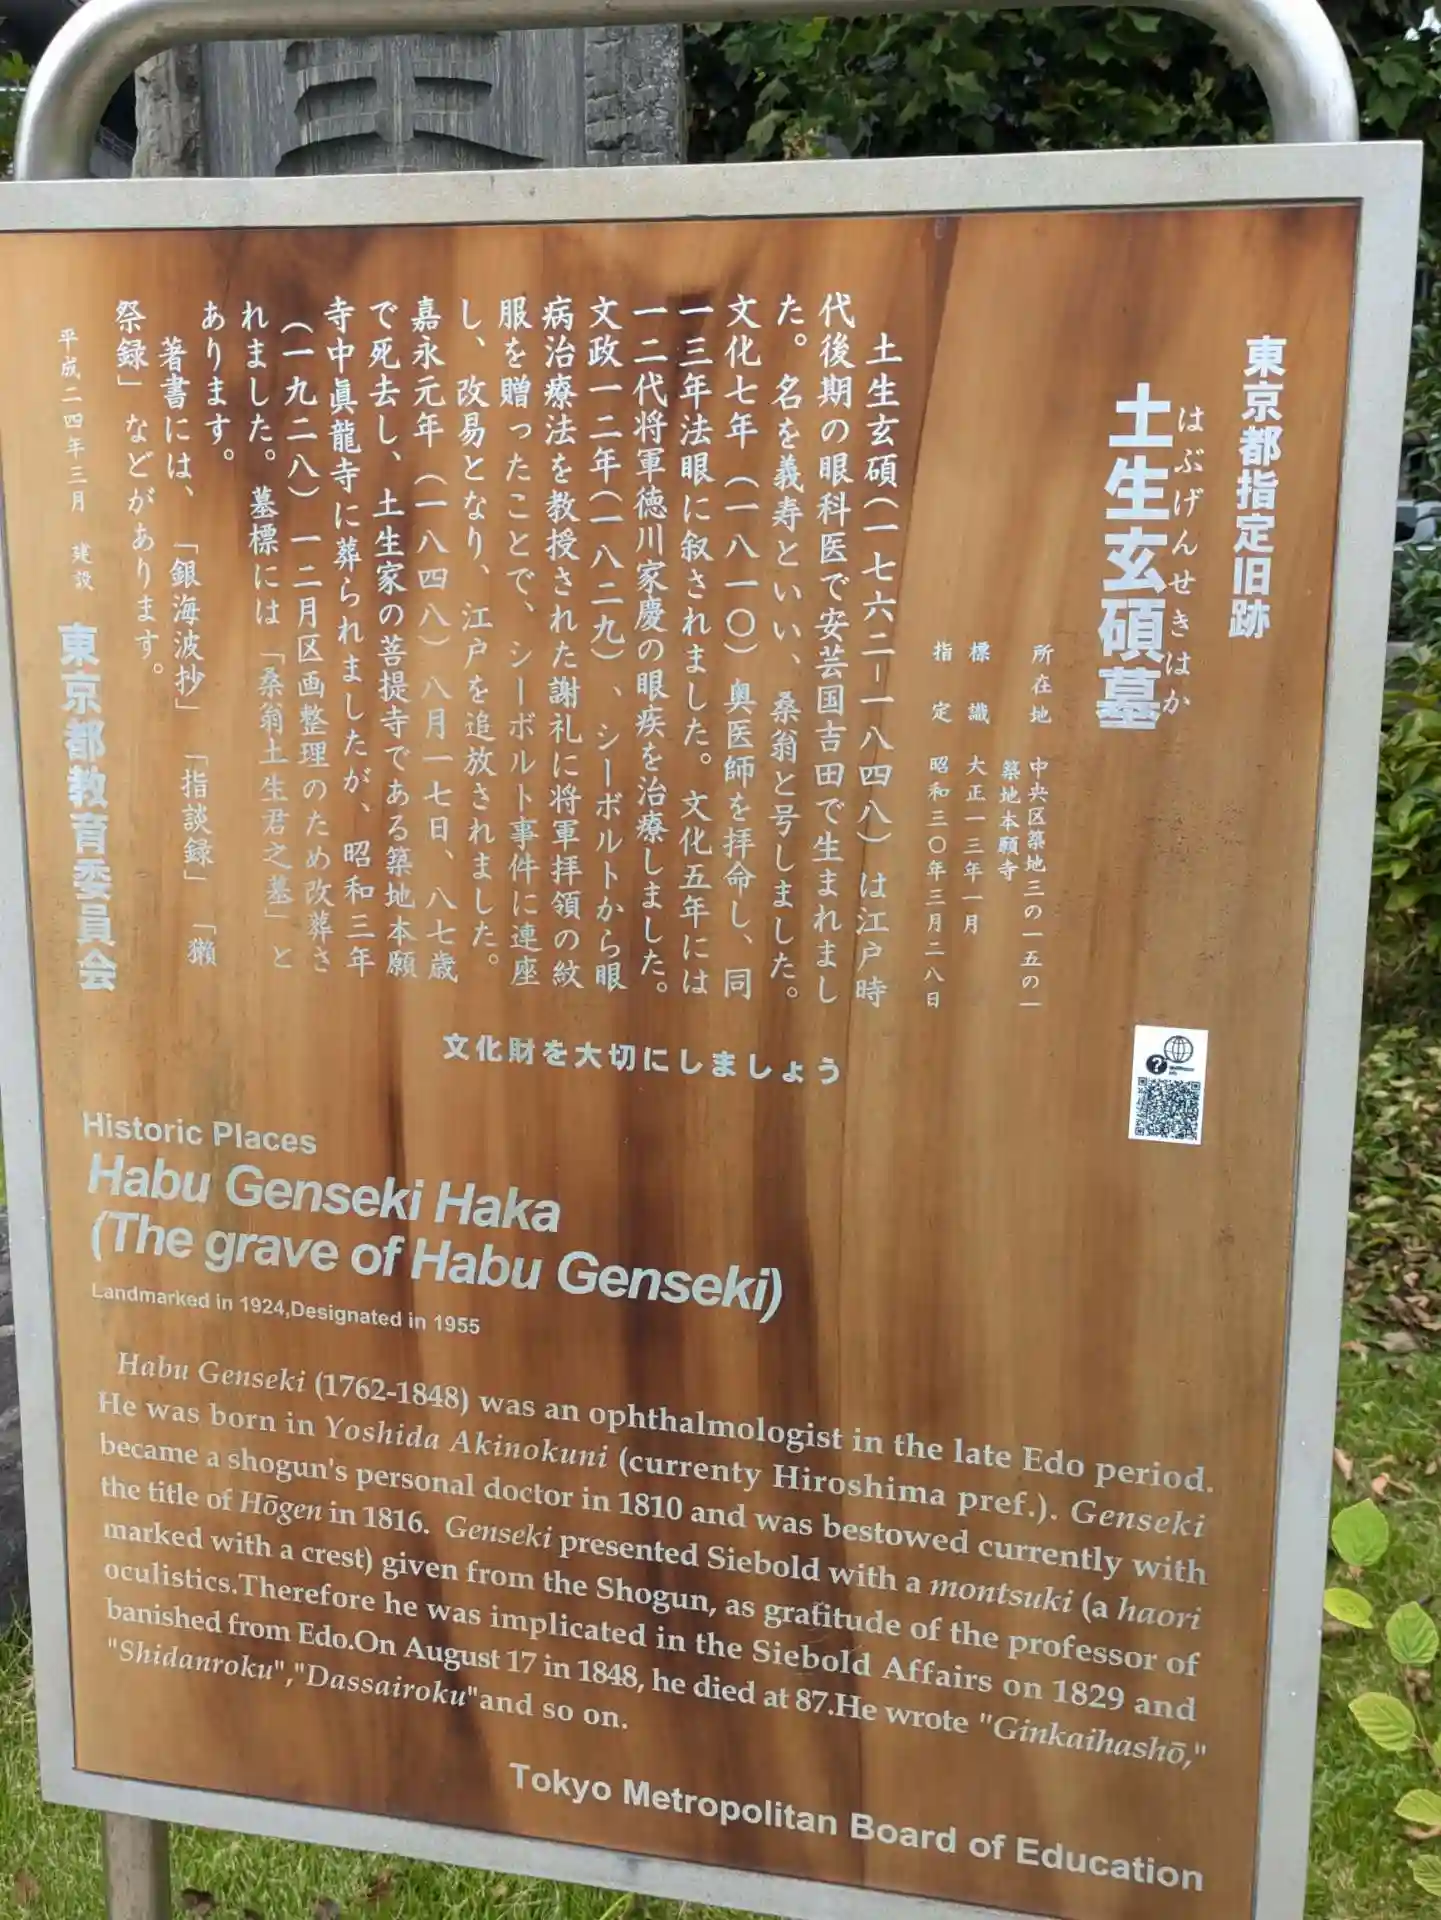 東京都指定旧跡
土生玄碩墓
はぶげんせきはか
所在地 中央区築地三の一五の一
築地本願寺
標識 大正一三年一月
指定 昭和三〇年三月二八日
土生玄碩(一七六二―一八四八)は江戸時
代後期の眼科医で安芸国吉田で生まれまし
た。名を義寿といい、桑翁と号しました。
文化七年(一八一〇)奥医師を拝命し、同
一三年法眼に叙されました。文化五年には
一二代将軍徳川家慶の眼疾を治療しました。
文政一二年(一八二九)、シーボルトから眼
病治療法を教授された謝礼に将軍拝領の紋
服を贈ったことで、シーボルト事件に連座
し、改易となり、江戸を追放されました。
嘉永元年(一八四八)八月一七日、八七歳
で死去し、土生家の菩提寺である築地本願
寺中眞龍寺に葬られましたが、昭和三年
(一九二八)一二月区画整理のため改葬さ
れました。墓標には「桑翁土生君之墓」と
あります。
著書には、「銀海波抄」「指談録」「獺
祭録」などがあります。
平成二四年三月 建設 東京都教育委員会
文化財を大切にしましょう
Historic Places
Habu Genseki Haka
(The grave of Habu Genseki)
Landmarked in 1924,Designated in 1955
Habu Genseki (1762-1848) was an ophthalmologist in the late Edo period.
He was born in Yoshida Akinokuni (currenty Hiroshima pref.). Genseki
became a shogun's personal doctor in 1810 and was bestowed currently with
the title of Hōgen in 1816. Genseki presented Siebold with a montsuki (a haori
marked with a crest) given from the Shogun, as gratitude of the professor of
oculistics.Therefore he was implicated in the Siebold Affairs on 1829 and
banished from Edo.On August 17 in 1848, he died at 87.He wrote "Ginkaihashō,"
"Shidanroku","Dassairoku"and so on.
Tokyo Metropolitan Board of Education